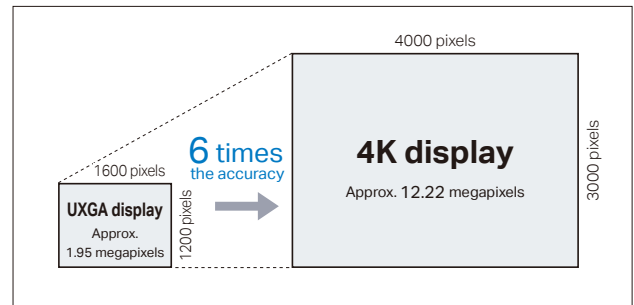 4000 pixels
6 times
the accuracy
1600 pixels
UXGA display
Approx.
1.95 megapixels
1200 pixels
4K display
Approx. 12.22 megapixels
3000 pixels